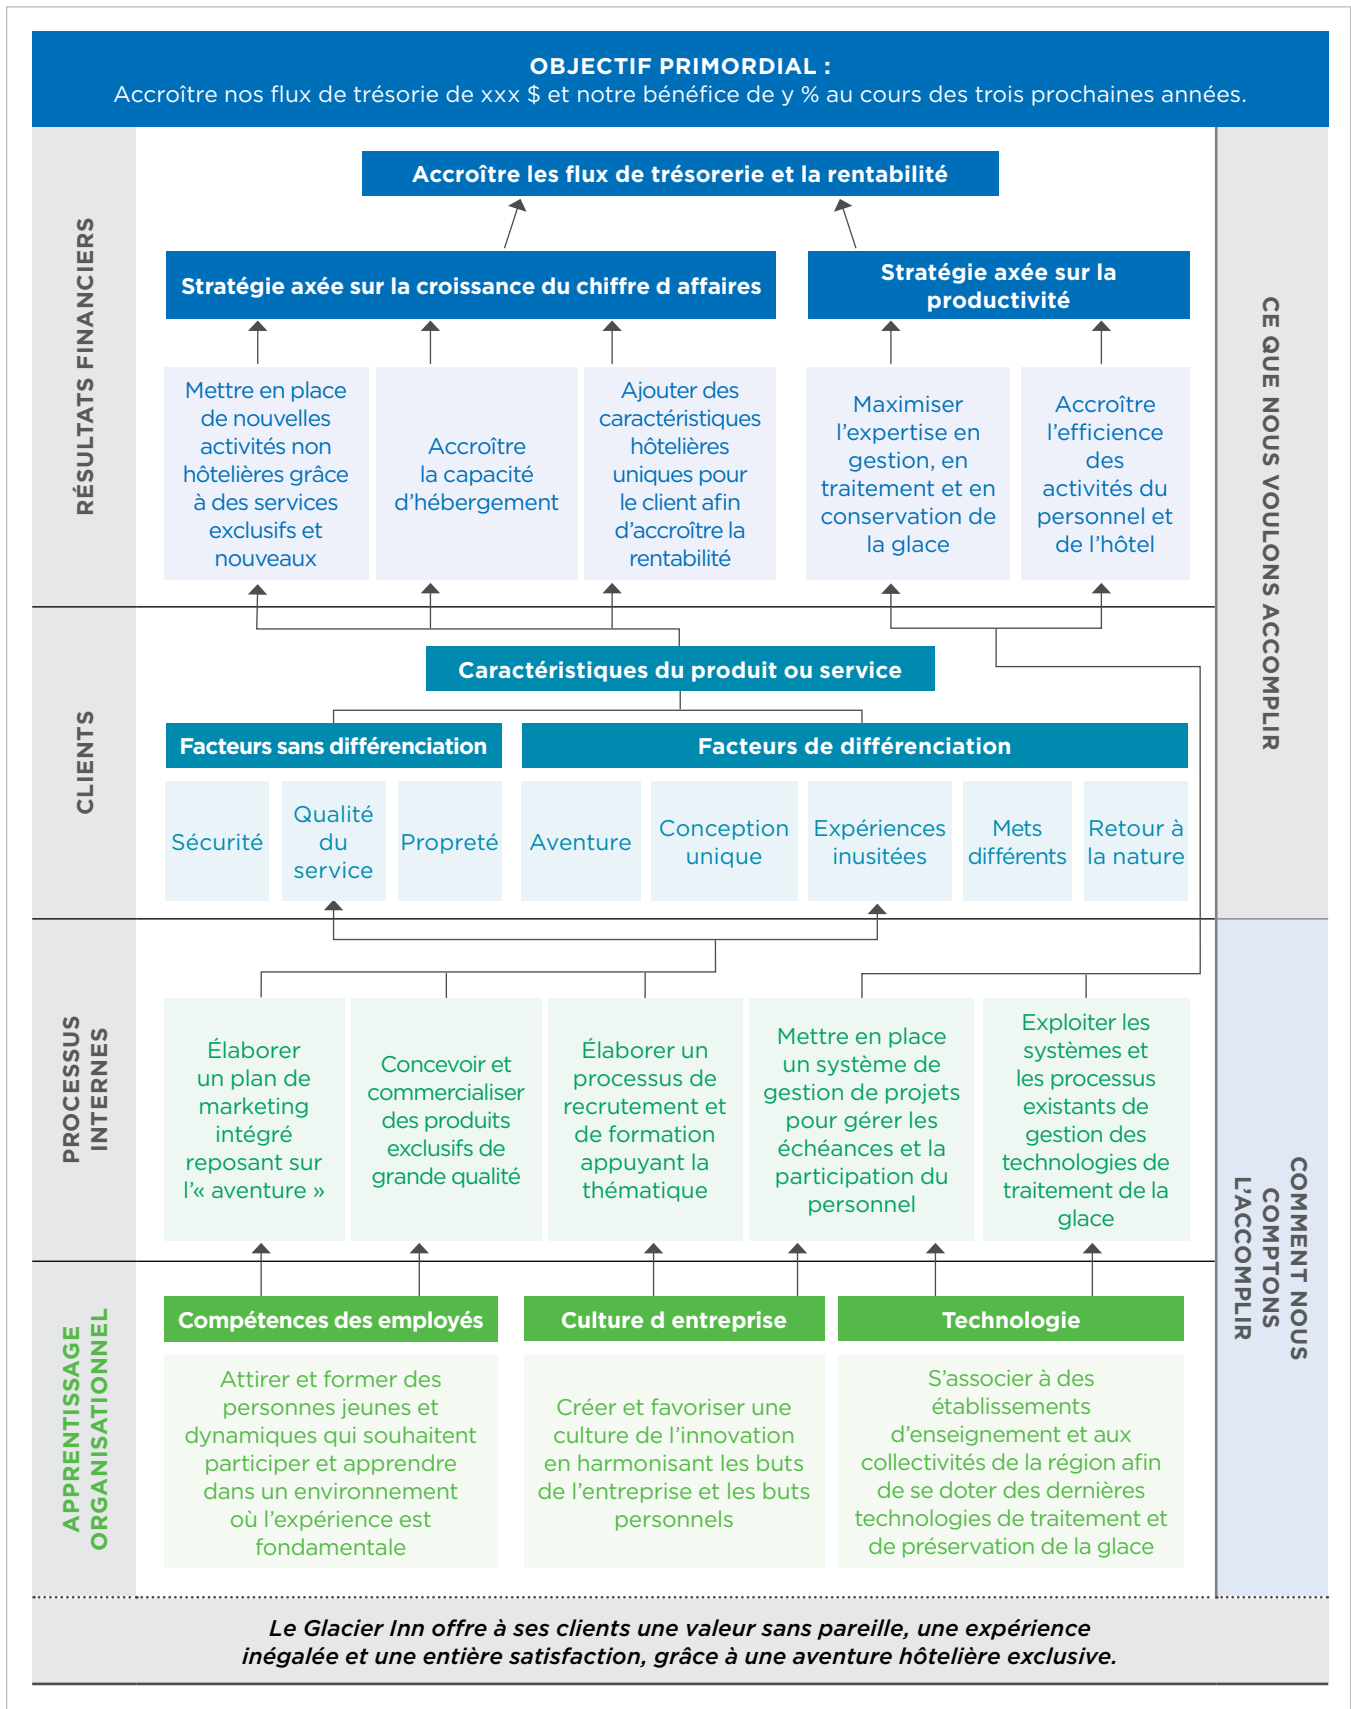 OBJECTIF PRIMORDIAL :
Accroître nos flux de trésorie de xxx $ et notre bénéfice de y % au cours des trois prochaines années.
RÉSULTATS FINANCIERS
Accroître les flux de trésorerie et la rentabilité
Stratégie axée sur la croissance du chiffre d affaires
Stratégie axée sur la
productivité
Mettre en place
de nouvelles
activités non
hôtelières grâce
à des services
exclusifs et
nouveaux
Accroître
la capacité
d'hébergement
Ajouter des
caractéristiques
hôtelières
uniques pour
le client afin
d'accroître la
rentabilité
Maximiser
l'expertise en
gestion, en
traitement et en
conservation de
la glace
Accroître
l'efficience
des
activités du
personnel et
de l'hôtel
CE QUE NOUS VOULONS ACCOMPLIR
CLIENTS
Caractéristiques du produit ou service
Facteurs sans différenciation
Facteurs de différenciation
Sécurité
Qualité
du
service
Propreté
Aventure
Conception
unique
Expériences
inusitées
Mets
différents
Retour à
la nature
PROCESSUS
INTERNES
Élaborer
un plan de
marketing
intégré
reposant sur
l'« aventure »
Concevoir et
commercialiser
des produits
exclusifs de
grande qualité
Élaborer un
processus de
recrutement et
de formation
appuyant la
thématique
Mettre en place
un système de
gestion de projets
pour gérer les
échéances et la
participation du
personnel
Exploiter les
systèmes et
les processus
existants de
gestion des
technologies de
traitement de la
glace
COMMENT NOUS
COMPTONS
L'ACCOMPLIR
APPRENTISSAGE
ORGANISATIONNEL
Compétences des employés
Culture d entreprise
Technologie
Attirer et former des
personnes jeunes et
dynamiques qui souhaitent
participer et apprendre
dans un environnement
où l'expérience est
fondamentale
Créer et favoriser une
culture de l'innovation
en harmonisant les buts
de l'entreprise et les buts
personnels
S'associer à des
établissements
d'enseignement et aux
collectivités de la région afin
de se doter des dernières
technologies de traitement et
de préservation de la glace
Le Glacier Inn offre à ses clients une valeur sans pareille, une expérience
inégalée et une entière satisfaction, grâce à une aventure hôtelière exclusive.